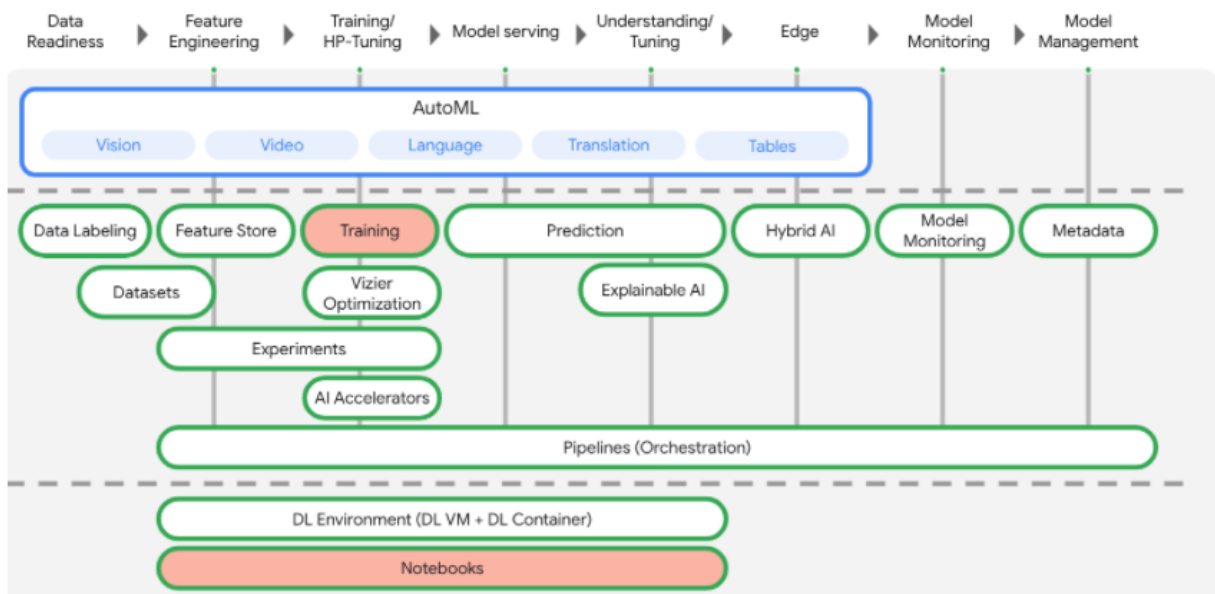 Data
Readiness
Feature
Engineering
Training/
HP-Tuning
Model serving
Understanding/
Tuning
Edge
Model
Monitoring
Model
Management
AutoML
Vision
Video
Language
Translation
Tables
Data Labeling
Feature Store
Training
Prediction
Hybrid AI
Model
Monitoring
Metadata
Datasets
Vizier
Optimization
Explainable AI
Experiments
AI Accelerators
Pipelines (Orchestration)
DL Environment (DL VM + DL Container)
Notebooks